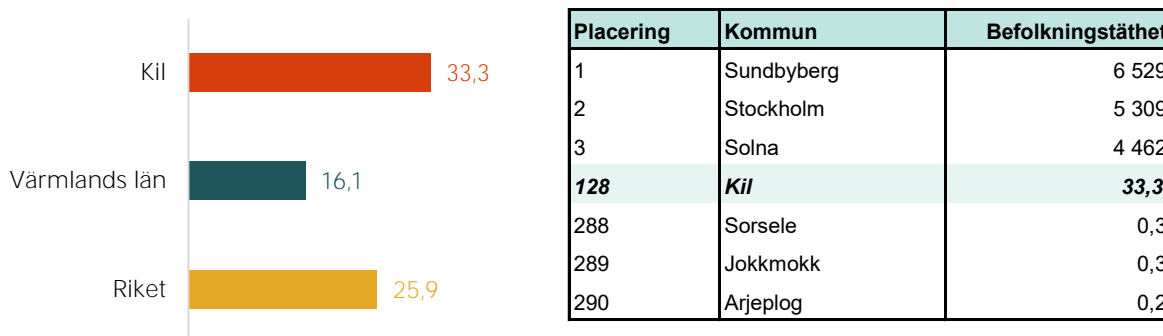 Kil 33,3
Värmlands län 16,1
Riket 25,9
Placering Kommun Befolkningstäthet
1 Sundbyberg 6 529
2 Stockholm 5 309
3 Solna 4 462
128 Kil 33,3
288 Sorsele 0,3
289 Jokkmokk 0,3
290 Arjeplog 0,2